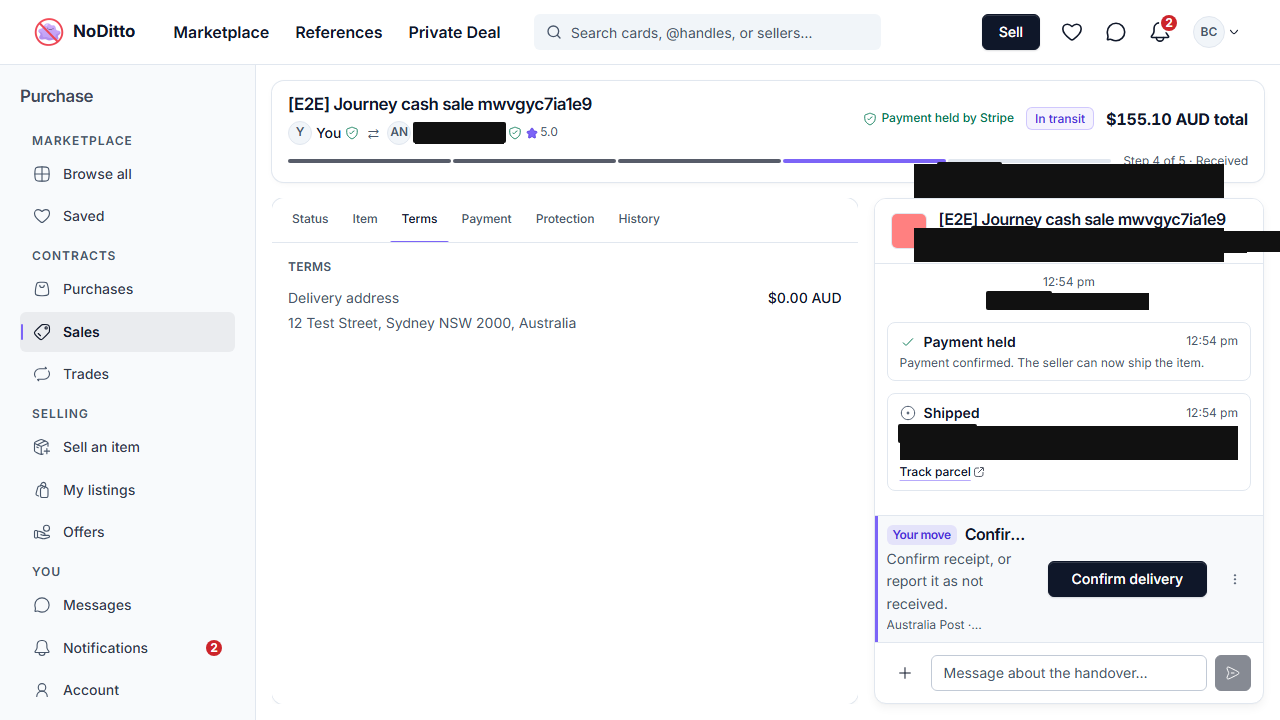 NoDitto
Marketplace
References
Private Deal
Search cards, @handles, or sellers...
Sell
2
BC
Purchase
MARKETPLACE
Browse all
Saved
CONTRACTS
Purchases
Sales
Trades
SELLING
Sell an item
My listings
Offers
YOU
Messages
Notifications
2
Account
[E2E] Journey cash sale mwvgyc7ia1e9
Y You AN 5.0
Payment held by Stripe
In transit
$155.10 AUD total
Step 4 of 5 · Received
Status
Item
Terms
Payment
Protection
History
TERMS
Delivery address
$0.00 AUD
12 Test Street, Sydney NSW 2000, Australia
[E2E] Journey cash sale mwvgyc7ia1e9
12:54 pm
Payment held
12:54 pm
Payment confirmed. The seller can now ship the item.
Shipped
12:54 pm
Track parcel
Your move
Confir...
Confirm receipt, or
report it as not
received.
Australia Post ·...
Confirm delivery
Message about the handover...